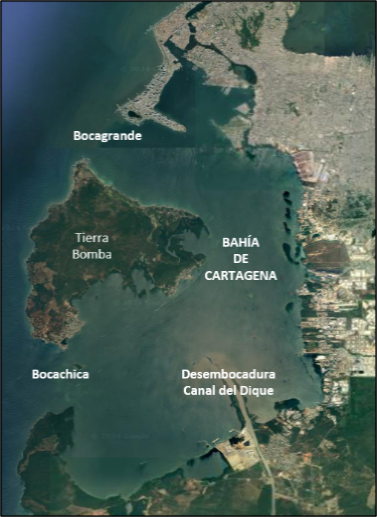 Bocagrande
Tierra
Bomba
BAHÍA
DE
CARTAGENA
Bocachica
Desembocadura
Canal del Dique